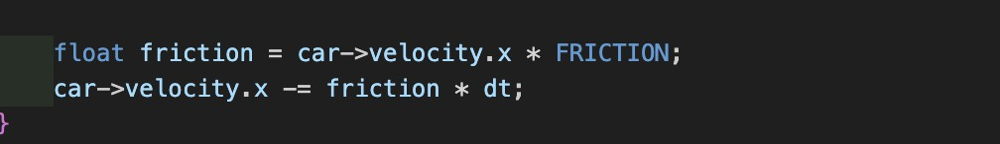 float friction = car->velocity.x * FRICTION;
car->velocity.x -= friction * dt;
}